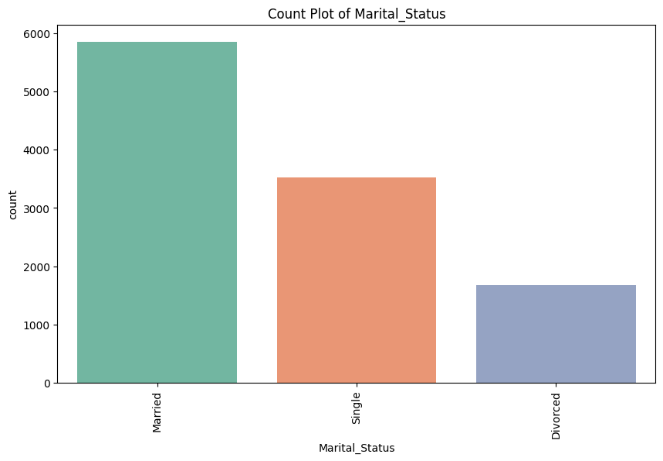 Count Plot of Marital_Status
6000
5000
4000
3000
2000
1000
0
count
Married
Single
Divorced
Marital_Status